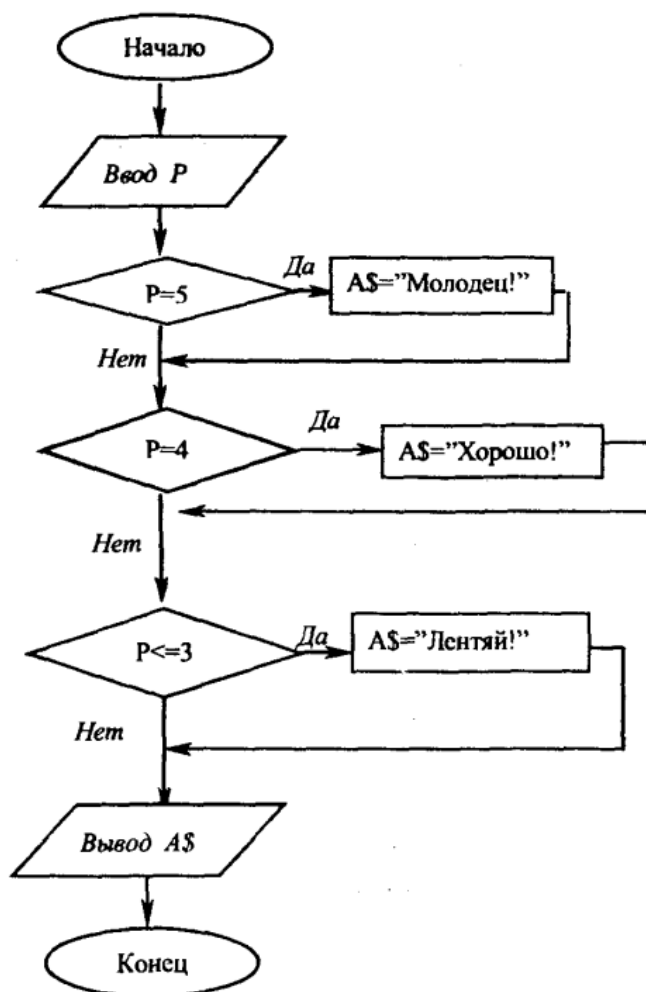 Начало
Ввод P
P=5
Да
A$="Молодец!"
Нет
P=4
Да
A$="Хорошо!"
Нет
P<=3
Да
A$="Лентяй!"
Нет
Вывод A$
Конец